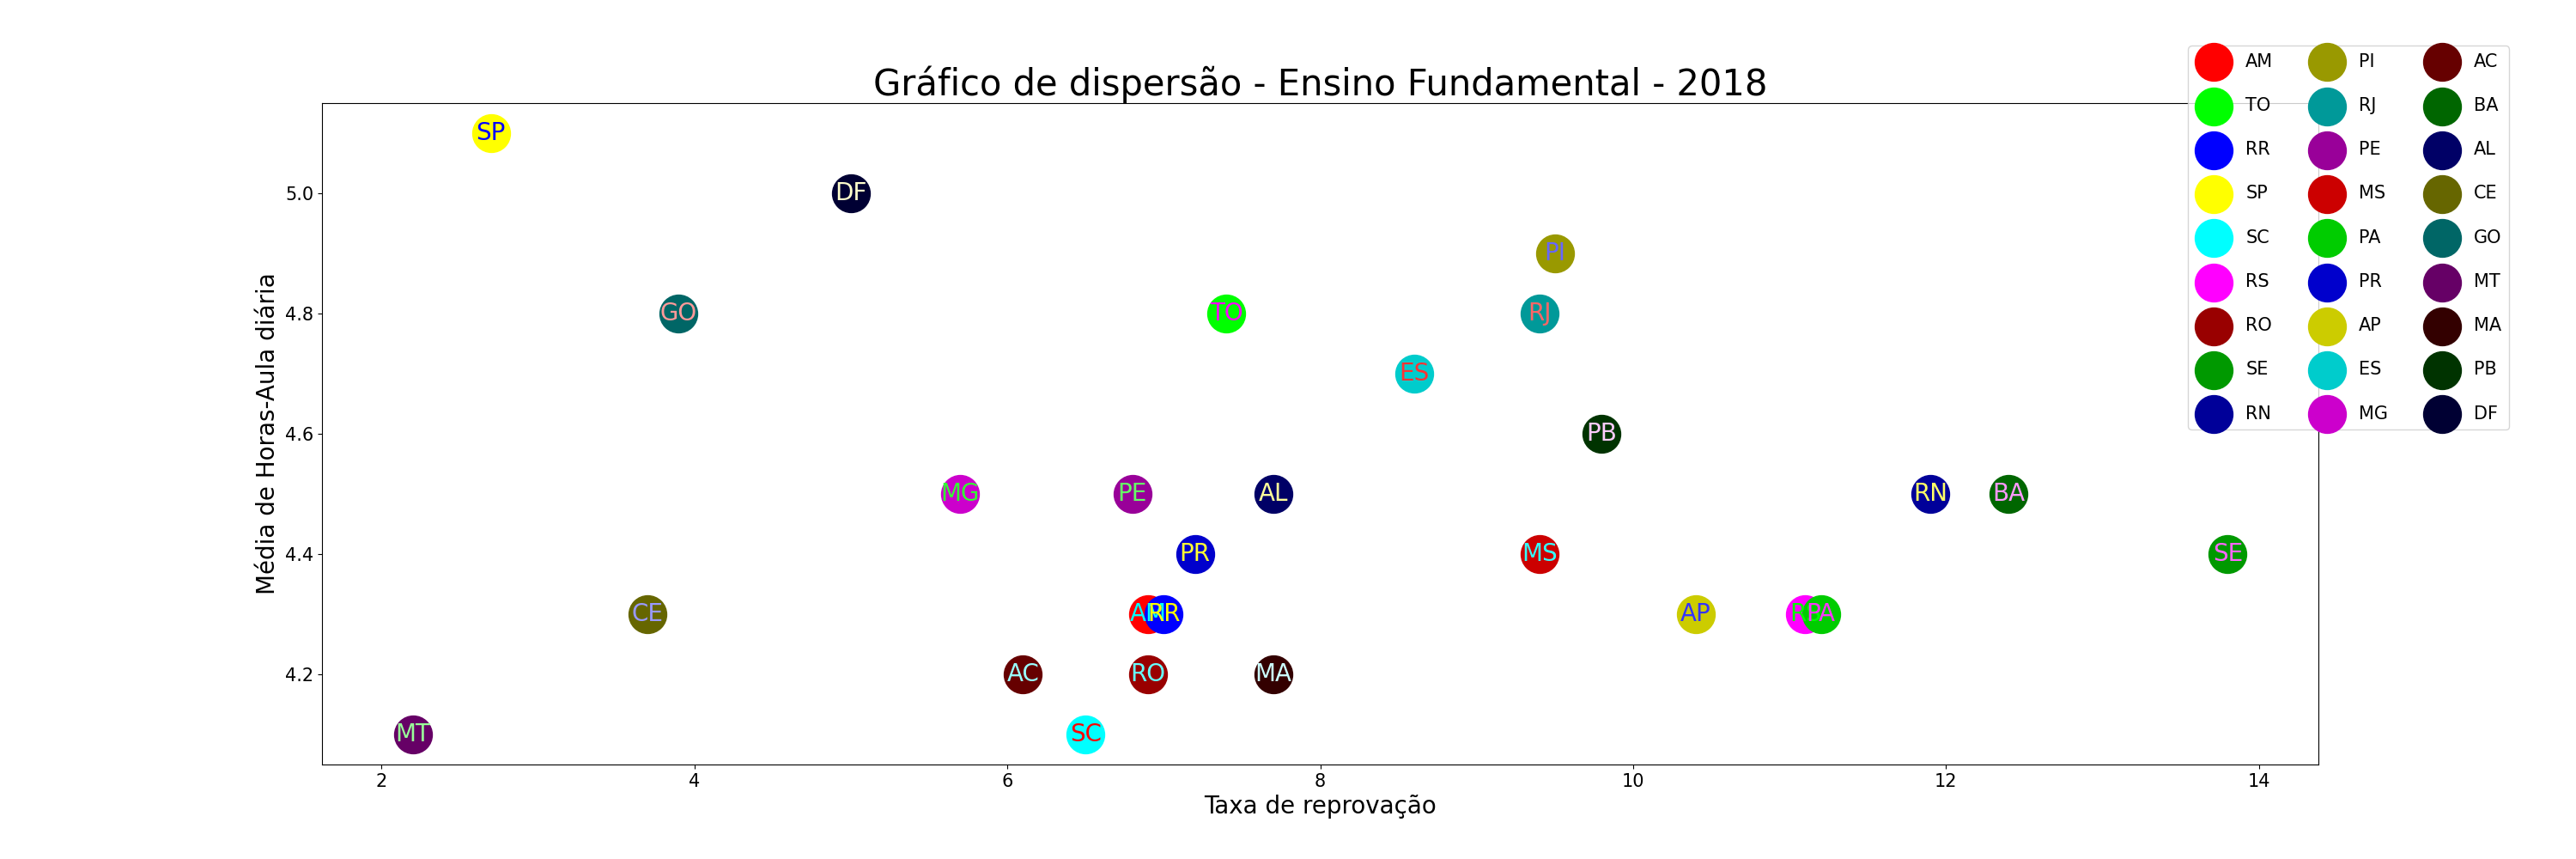 Gráfico de dispersão - Ensino Fundamental - 2018
AM PI AC
TO RJ BA
RR PE AL
SP MS CE
SC PA GO
RS PR MT
RO AP MA
SE ES PB
RN MG DF
Média de Horas-Aula diária
5.0
4.8
4.6
4.4
4.2
SP
DF
PI
GO TO RJ
ES
PB
MG PE AL RN BA
PR MS SE
CE AM RR AP RS PA
AC RO MA
MT SC
2 4 6 8 10 12 14
Taxa de reprovação